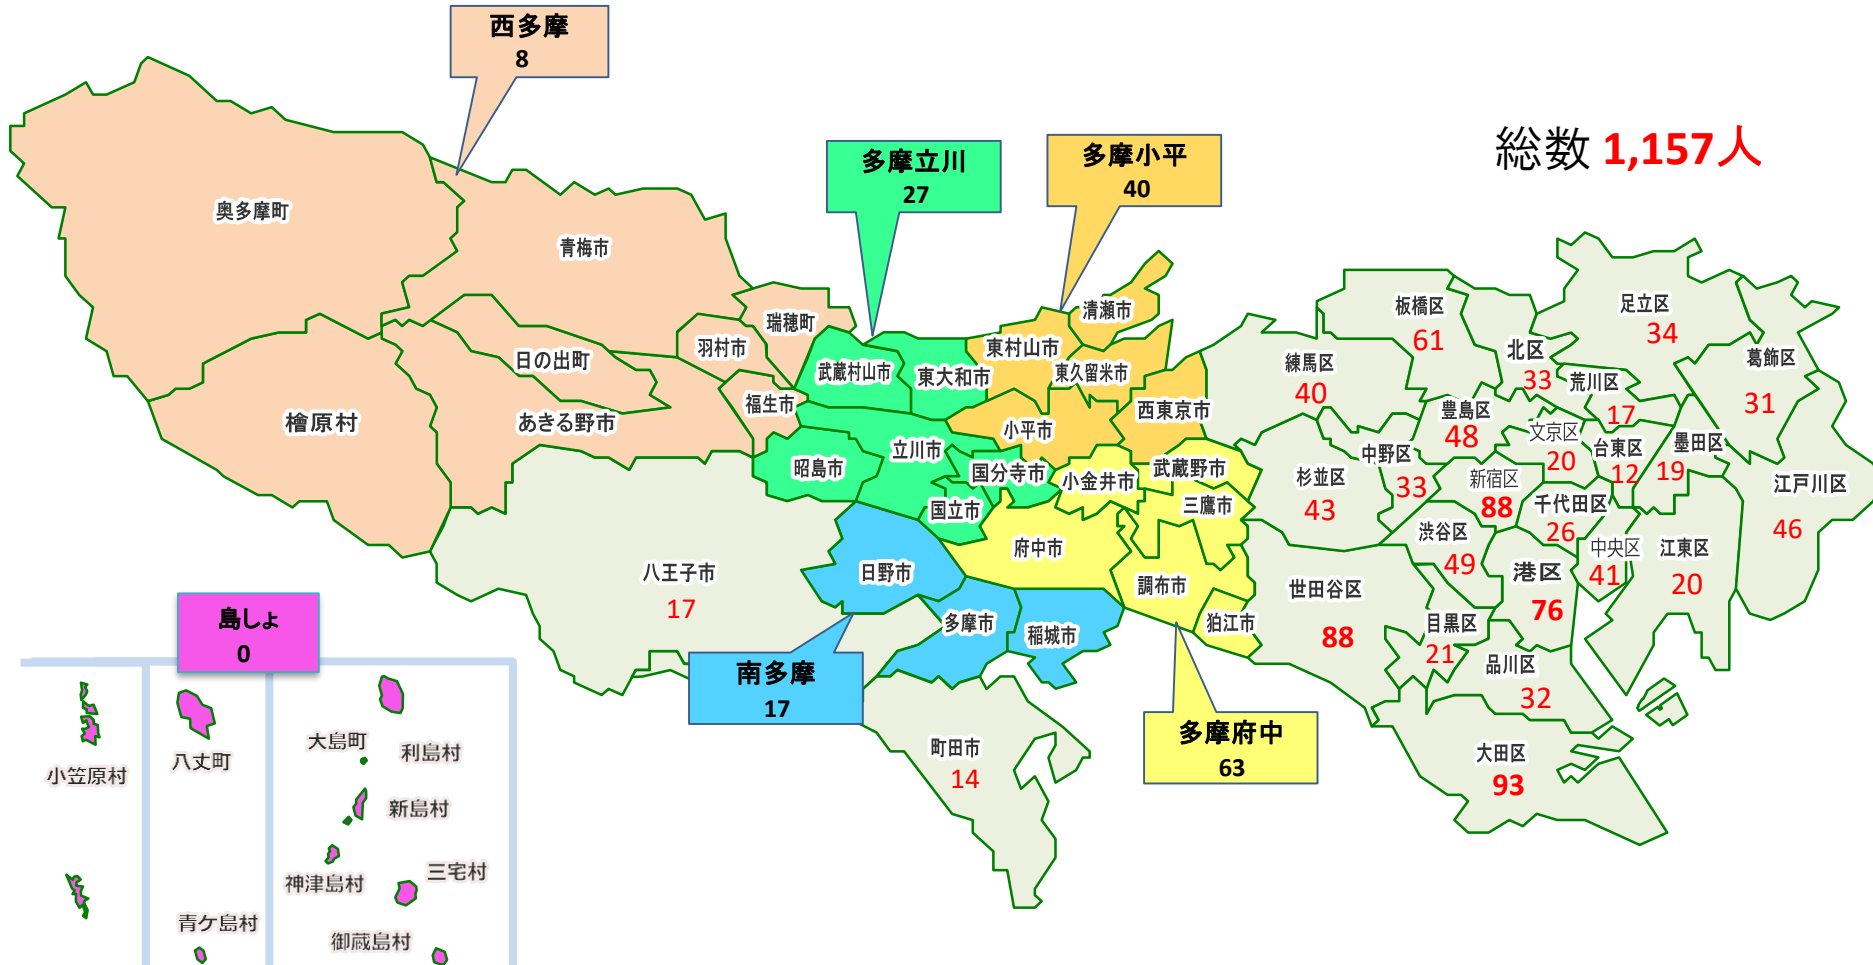 西多摩
8
多摩立川
27
多摩小平
40
総数 1,157人
奥多摩町
青梅市
瑞穂町
羽村市
日の出町
福生市
あきる野市
檜原村
武蔵村山市
東大和市
東村山市
清瀬市
東久留米市
西東京市
小平市
立川市
昭島市
国分寺市
国立市
小金井市
武蔵野市
三鷹市
府中市
調布市
狛江市
八王子市
17
日野市
多摩市
稲城市
南多摩
17
多摩府中
63
町田市
14
板橋区
61
練馬区
40
北区
33
足立区
34
葛飾区
31
荒川区
17
豊島区
48
文京区
20
台東区
12
墨田区
19
江戸川区
46
中野区
33
杉並区
43
新宿区
88
千代田区
26
渋谷区
49
中央区
41
江東区
20
港区
76
世田谷区
88
目黒区
21
品川区
32
大田区
93
島しょ
0
小笠原村
八丈町
青ケ島村
大島町
利島村
新島村
神津島村
三宅村
御蔵島村